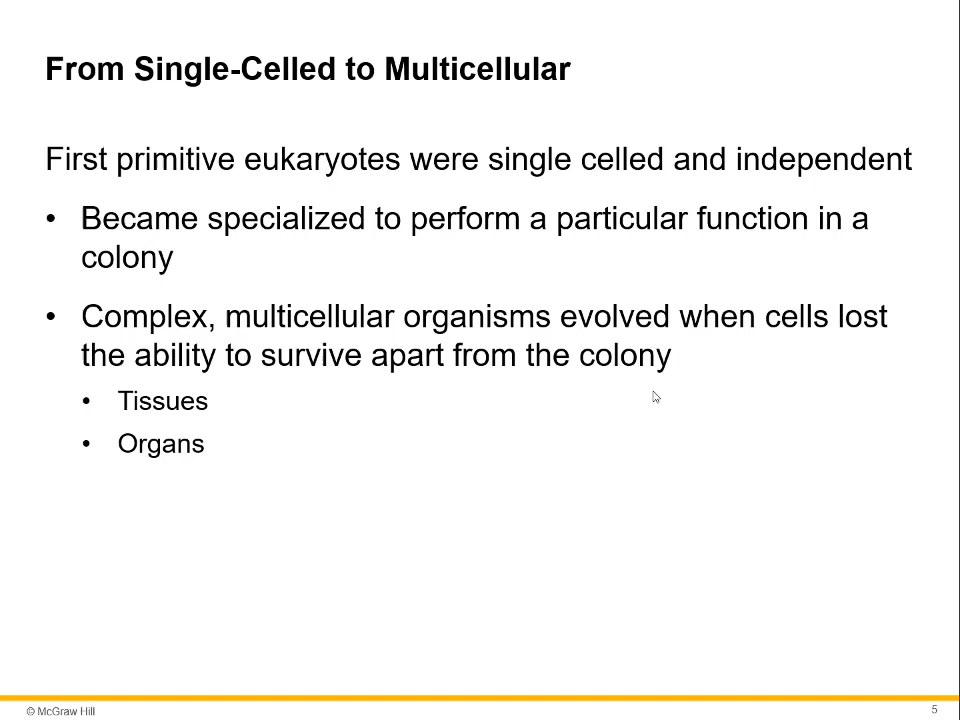 From Single-Celled to Multicellular
First primitive eukaryotes were single celled and independent
• Became specialized to perform a particular function in a
colony
• Complex, multicellular organisms evolved when cells lost
the ability to survive apart from the colony
• Tissues
• Organs
© McGraw Hill
5